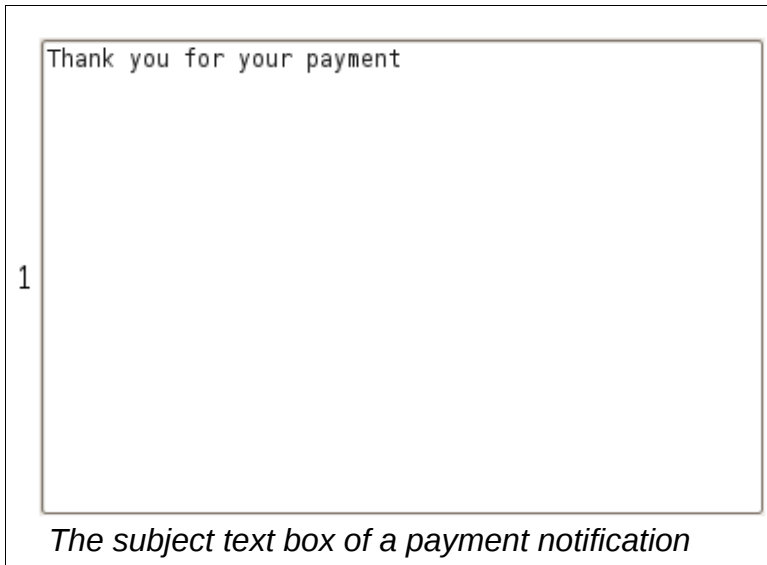 Thank you for your payment
1
The subject text box of a payment notification